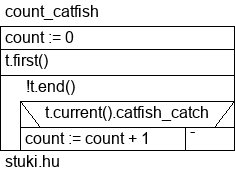 count_catfish
count := 0
t.first()
!t.end()
t.current().catfish_catch
count := count + 1 -
stuki.hu